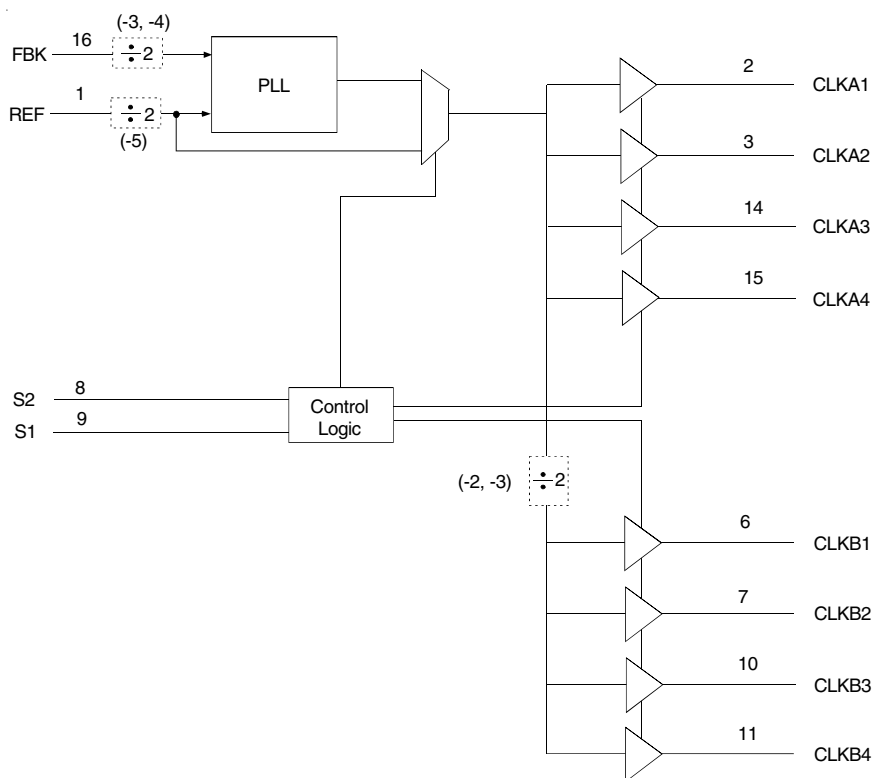 (-3, -4)
FBK 16 ÷2
PLL
REF 1 ÷2
(-5)
2 CLKA1
3 CLKA2
14 CLKA3
15 CLKA4
S2 8
S1 9
Control
Logic
(-2, -3) ÷2
6 CLKB1
7 CLKB2
10 CLKB3
11 CLKB4